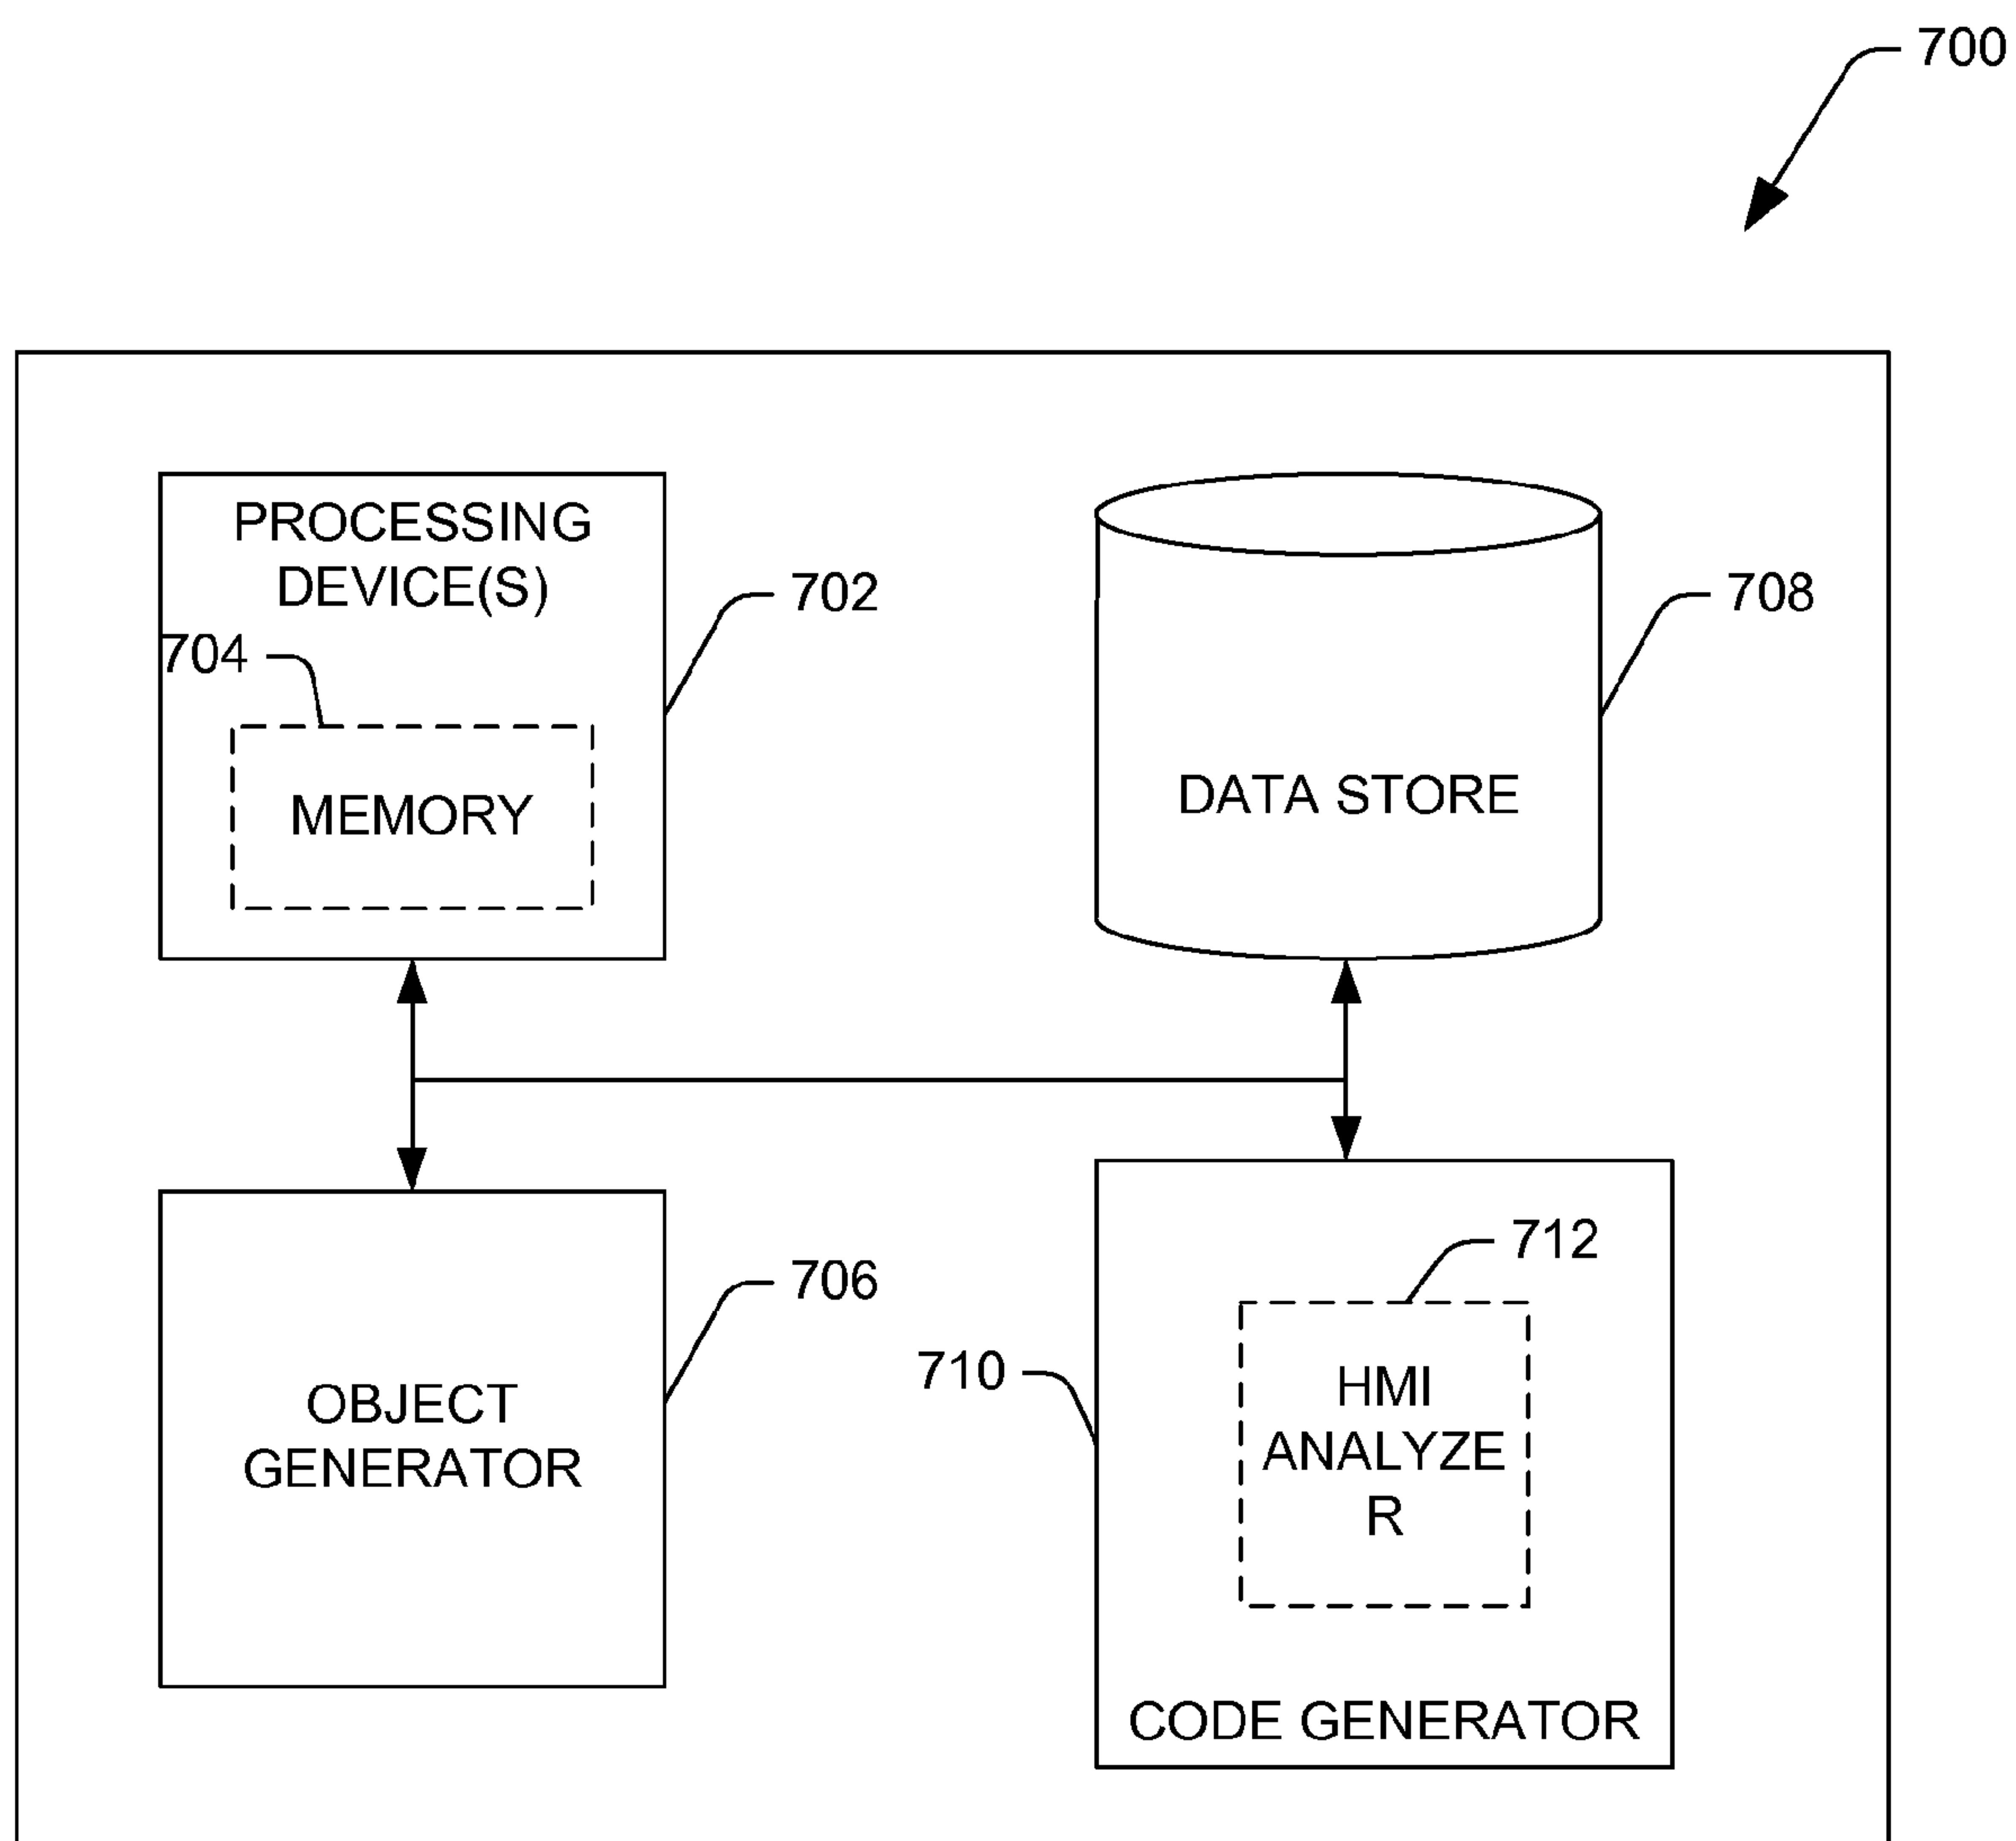 700
PROCESSING
DEVICE(S)
702
704
MEMORY
708
DATA STORE
706
OBJECT
GENERATOR
710
712
HMI
ANALYZE
R
CODE GENERATOR